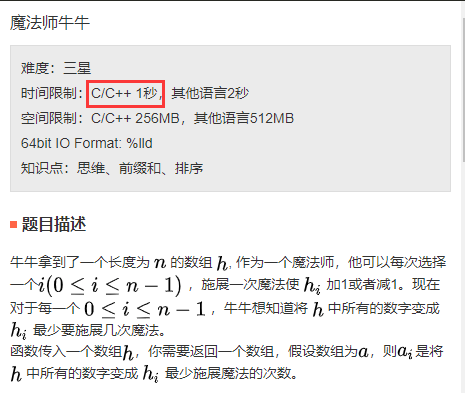 魔法师牛牛
难度：三星
时间限制：C/C++ 1秒，其他语言2秒
空间限制：C/C++ 256MB，其他语言512MB
64bit IO Format: %lld
知识点：思维、前缀和、排序
题目描述
牛牛拿到了一个长度为 n 的数组 h, 作为一个魔法师，他可以每次选择
一个i(0 ≤ i ≤ n − 1) ，施展一次魔法使 hᵢ 加1或者减1。现在
对于每一个 0 ≤ i ≤ n − 1 ，牛牛想知道将 h 中所有的数字变成
hᵢ 最少要施展几次魔法。
函数传入一个数组h，你需要返回一个数组，假设数组为a，则aᵢ是将
h 中所有的数字变成 hᵢ 最少施展魔法的次数。